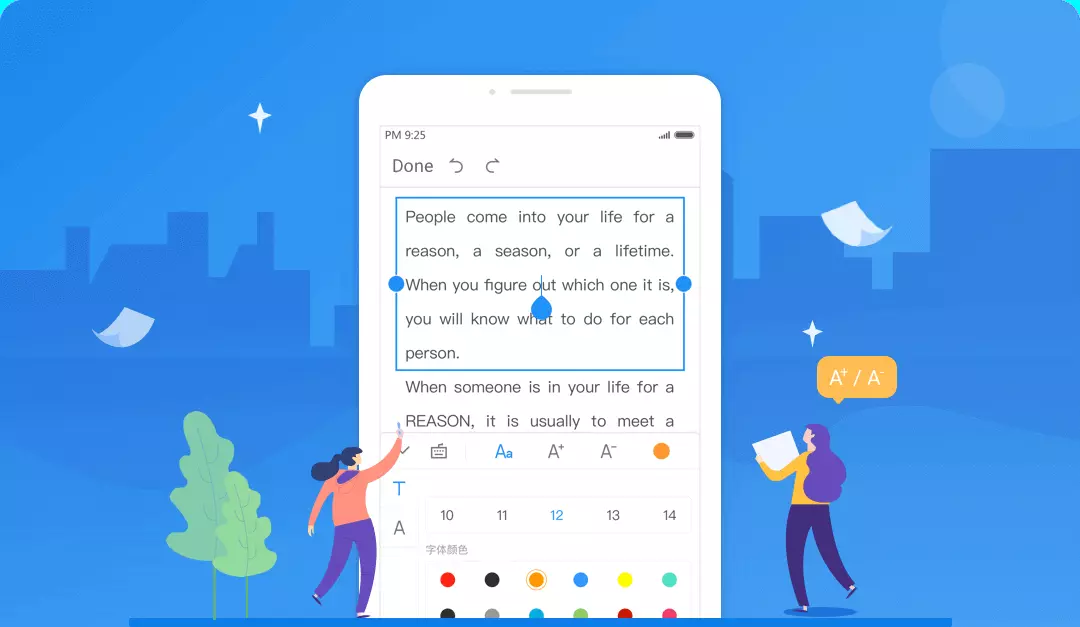 PM 9:25
Done
People come into your life for a
reason, a season, or a lifetime.
When you figure out which one it is,
you will know what to do for each
person.
When someone is in your life for a
REASON, it is usually to meet a
A+ / A-
Aa A+ A-
T
10 11 12 13 14
A
字体颜色